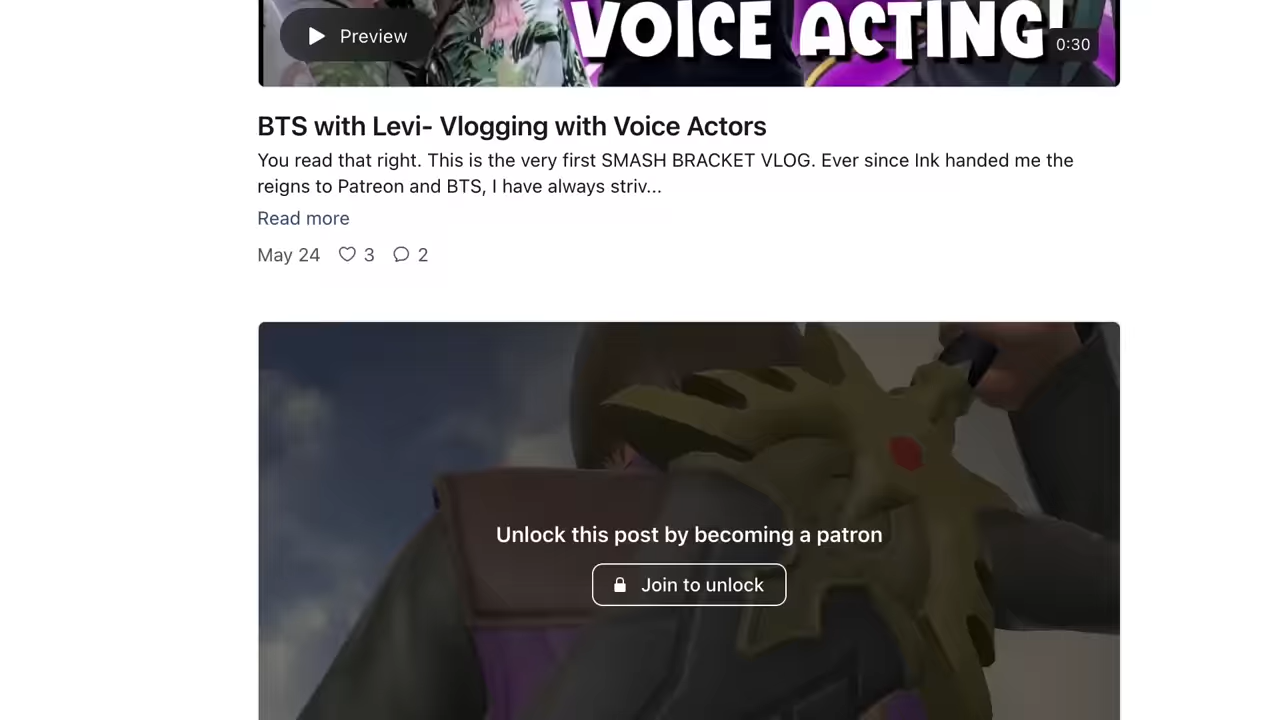 VOICE ACTING!
Preview
0:30
BTS with Levi- Vlogging with Voice Actors
You read that right. This is the very first SMASH BRACKET VLOG. Ever since Ink handed me the
reigns to Patreon and BTS, I have always striv...
Read more
May 24 3 2
Unlock this post by becoming a patron
Join to unlock